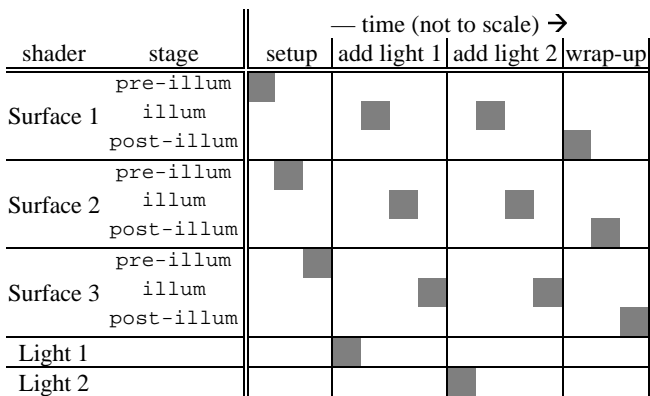 — time (not to scale) →
shader stage setup add light 1 add light 2 wrap-up
pre-illum
Surface 1 illum
post-illum
pre-illum
Surface 2 illum
post-illum
pre-illum
Surface 3 illum
post-illum
Light 1
Light 2